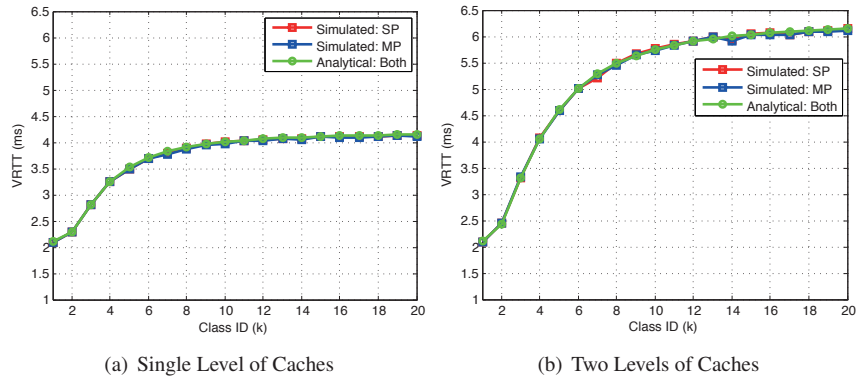 6.5
6
5.5
5
4.5
4
3.5
3
2.5
2
1.5
1
VRTT (ms)
2 4 6 8 10 12 14 16 18 20
Class ID (k)
Simulated: SP
Simulated: MP
Analytical: Both
(a) Single Level of Caches
6.5
6
5.5
5
4.5
4
3.5
3
2.5
2
1.5
1
VRTT (ms)
2 4 6 8 10 12 14 16 18 20
Class ID (k)
Simulated: SP
Simulated: MP
Analytical: Both
(b) Two Levels of Caches